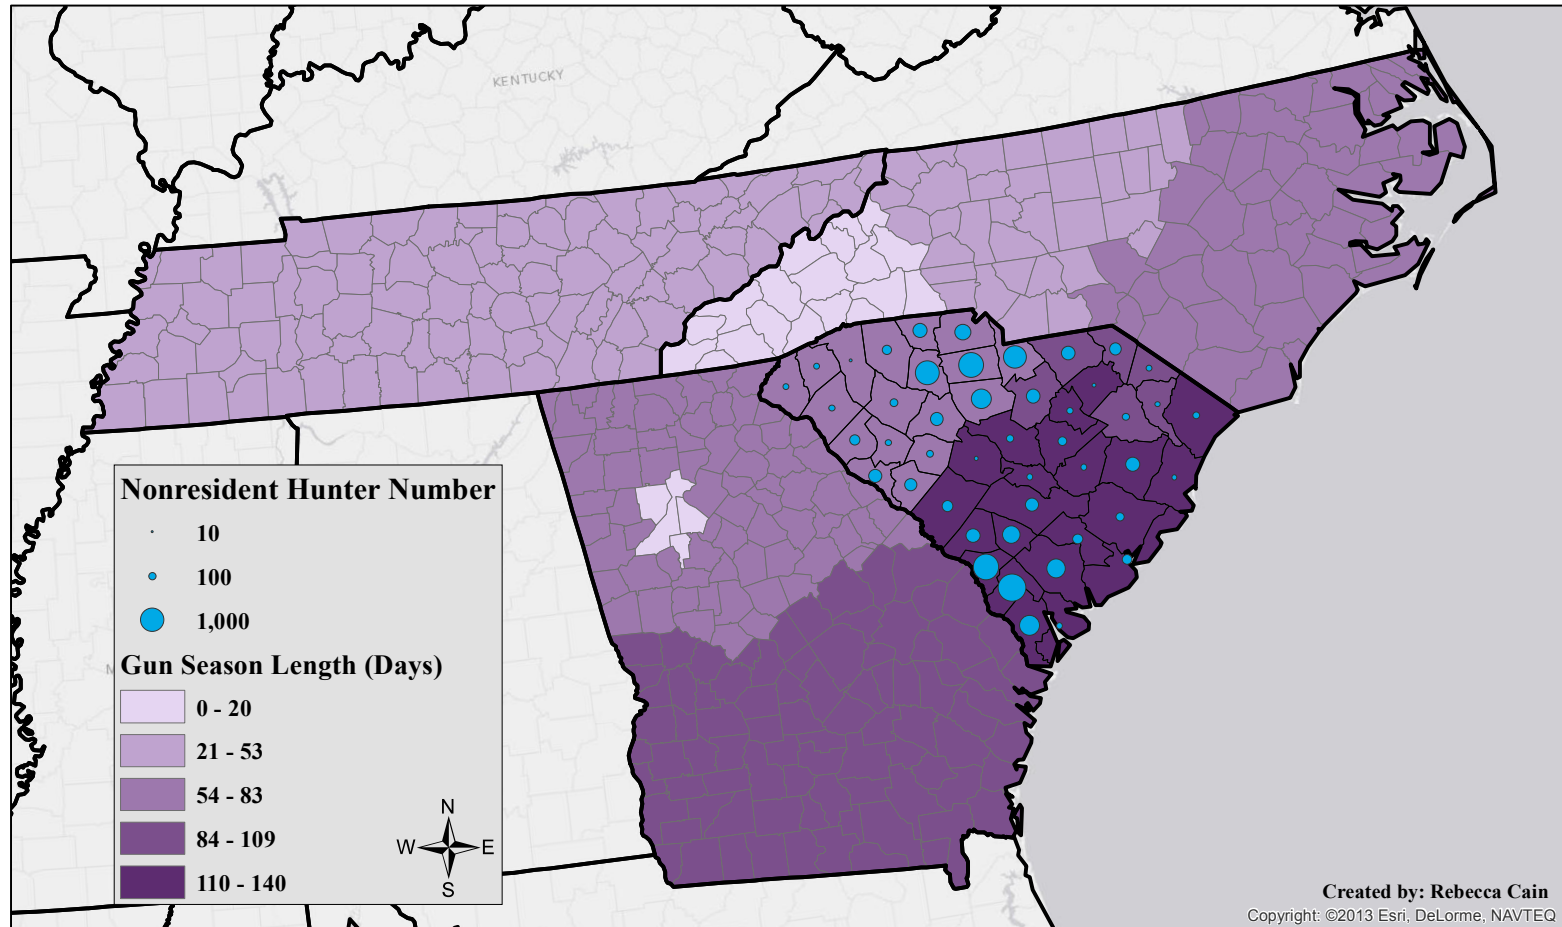 KENTUCKY
Nonresident Hunter Number
10
100
1,000
Gun Season Length (Days)
0 - 20
21 - 53
54 - 83
84 - 109
110 - 140
N
W E
S
Created by: Rebecca Cain
Copyright: ©2013 Esri, DeLorme, NAVTEQ